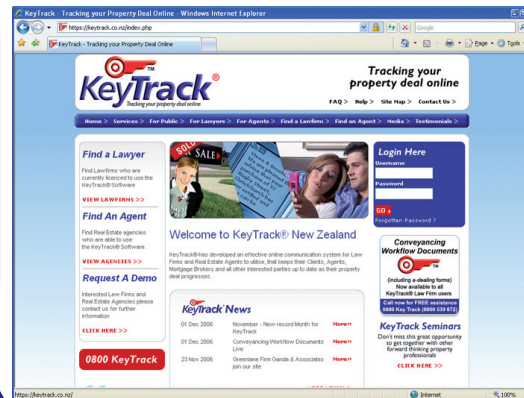 KeyTrack - Tracking your Property Deal Online - Windows Internet Explorer
https://keytrack.co.nz/index.php
Google
KeyTrack - Tracking your Property Deal Online
Page
Tools
KeyTrack®
TM
Tracking your property deal online
Tracking your
property deal online
FAQ > Help > Site Map > Contact Us >
Home > Services > For Public > For Lawyers > For Agents > Find a Lawfirm > Find an Agent > Media > Testimonials >
Find a Lawyer
Find Lawfirms who are
currently licenced to use the
KeyTrack® Software
VIEW LAWFIRMS >>
Find An Agent
Find Real Estate agencies
who are able to use
the KeyTrack® Software.
VIEW AGENCIES >>
Request A Demo
Interested Law Firms and
Real Estate Agencies please
contact us for further
information
CLICK HERE >>
0800 KeyTrack
SOLD
SALE
Welcome to KeyTrack® New Zealand
KeyTrack® has developed an effective online communication system for Law
Firms and Real Estate Agents to utilise, that keeps their Clients, Agents,
Mortgage Brokers and all other interested parties up to date as their property
deal progresses.
KeyTrack® News
01 Dec 2006 November - New record Month for KeyTrack More»
01 Dec 2006 Conveyancing Workflow Documents Live More»
23 Nov 2006 Greenlane Firm Ganda & Associates join our site More»
Login Here
Username
Password
GO »
Forgotten Password ?
Conveyancing
Workflow Documents
TM
(including e-dealing forms)
Now available to all
KeyTrack® Law Firm users
Call now for FREE assistance
0800 Key Track (0800 539 872)
KeyTrack Seminars
Don't miss this great opportunity
to get together with other
forward thinking property
professionals
CLICK HERE >>
https://keytrack.co.nz/
Internet
100%